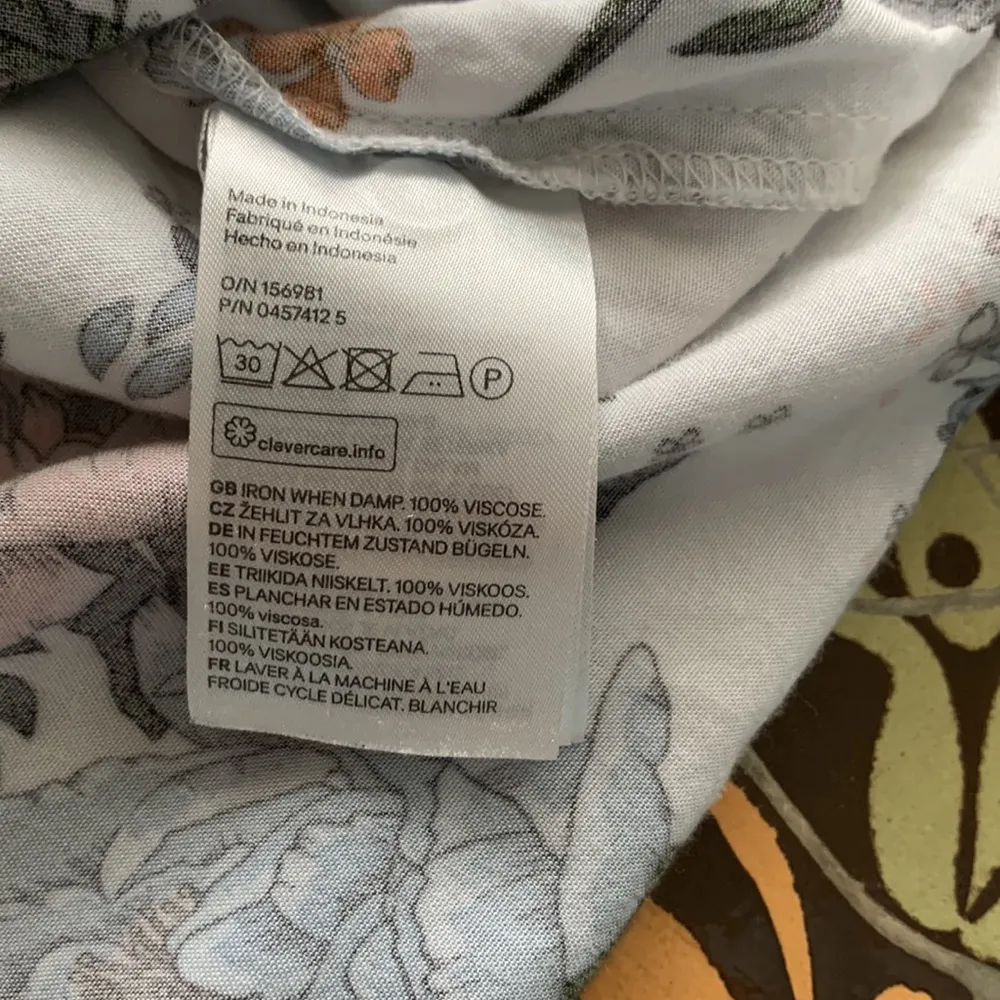 Made in Indonesia
Fabriqué en Indonésie
Hecho en Indonesia
O/N 156981
P/N 0457412 5
30 P
clevercare.info
GB IRON WHEN DAMP. 100% VISCOSE.
CZ ŽEHLIT ZA VLHKA. 100% VISKÓZA.
DE IN FEUCHTEM ZUSTAND BÜGELN.
100% VISKOSE.
EE TRIIKIDA NIISKELT. 100% VISKOOS.
ES PLANCHAR EN ESTADO HÚMEDO.
100% viscosa.
FI SILITETÄÄN KOSTEANA.
100% VISKOOSIA.
FR LAVER À LA MACHINE À L'EAU
FROIDE CYCLE DÉLICAT. BLANCHIR